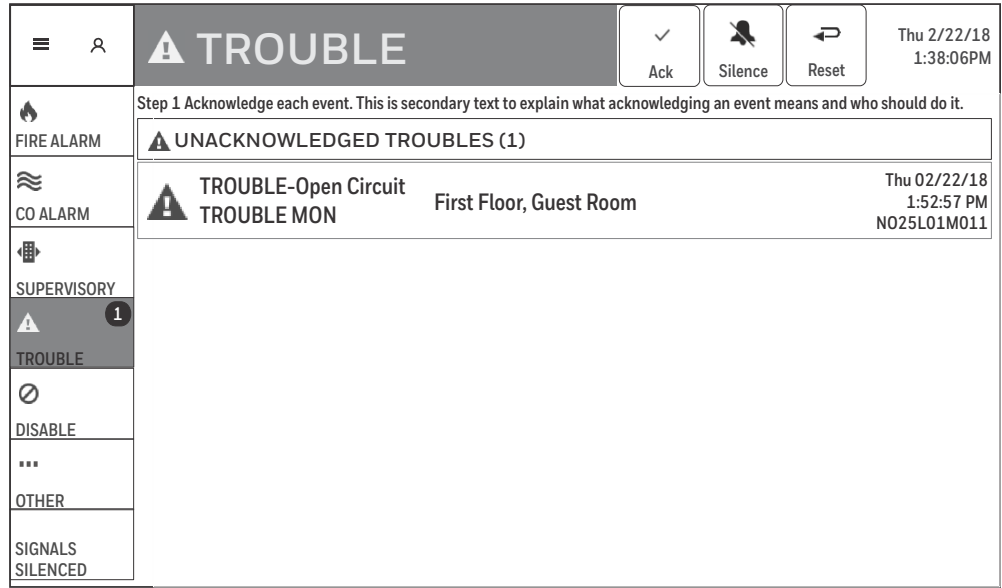 TROUBLE
Ack
Silence
Reset
Thu 2/22/18
1:38:06PM
Step 1 Acknowledge each event. This is secondary text to explain what acknowledging an event means and who should do it.
UNACKNOWLEDGED TROUBLES (1)
TROUBLE-Open Circuit
TROUBLE MON
First Floor, Guest Room
Thu 02/22/18
1:52:57 PM
N025L01M011
FIRE ALARM
CO ALARM
SUPERVISORY
1
TROUBLE
DISABLE
OTHER
SIGNALS
SILENCED